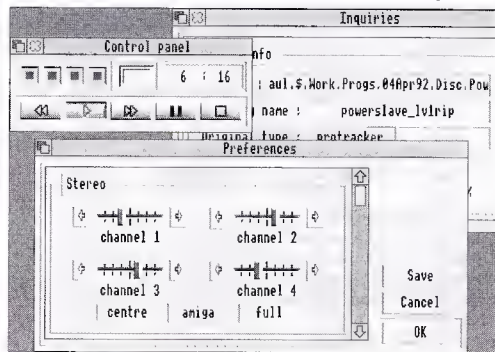 Inquiries
Control panel
nfo
6 : 16
: aul.$.Work.Progs.04Apr92.Disc.Pow
name : powerslave_lvlrip
Original type : protracker
Preferences
Stereo
channel 1
channel 2
channel 3
channel 4
centre
amiga
full
Save
Cancel
OK